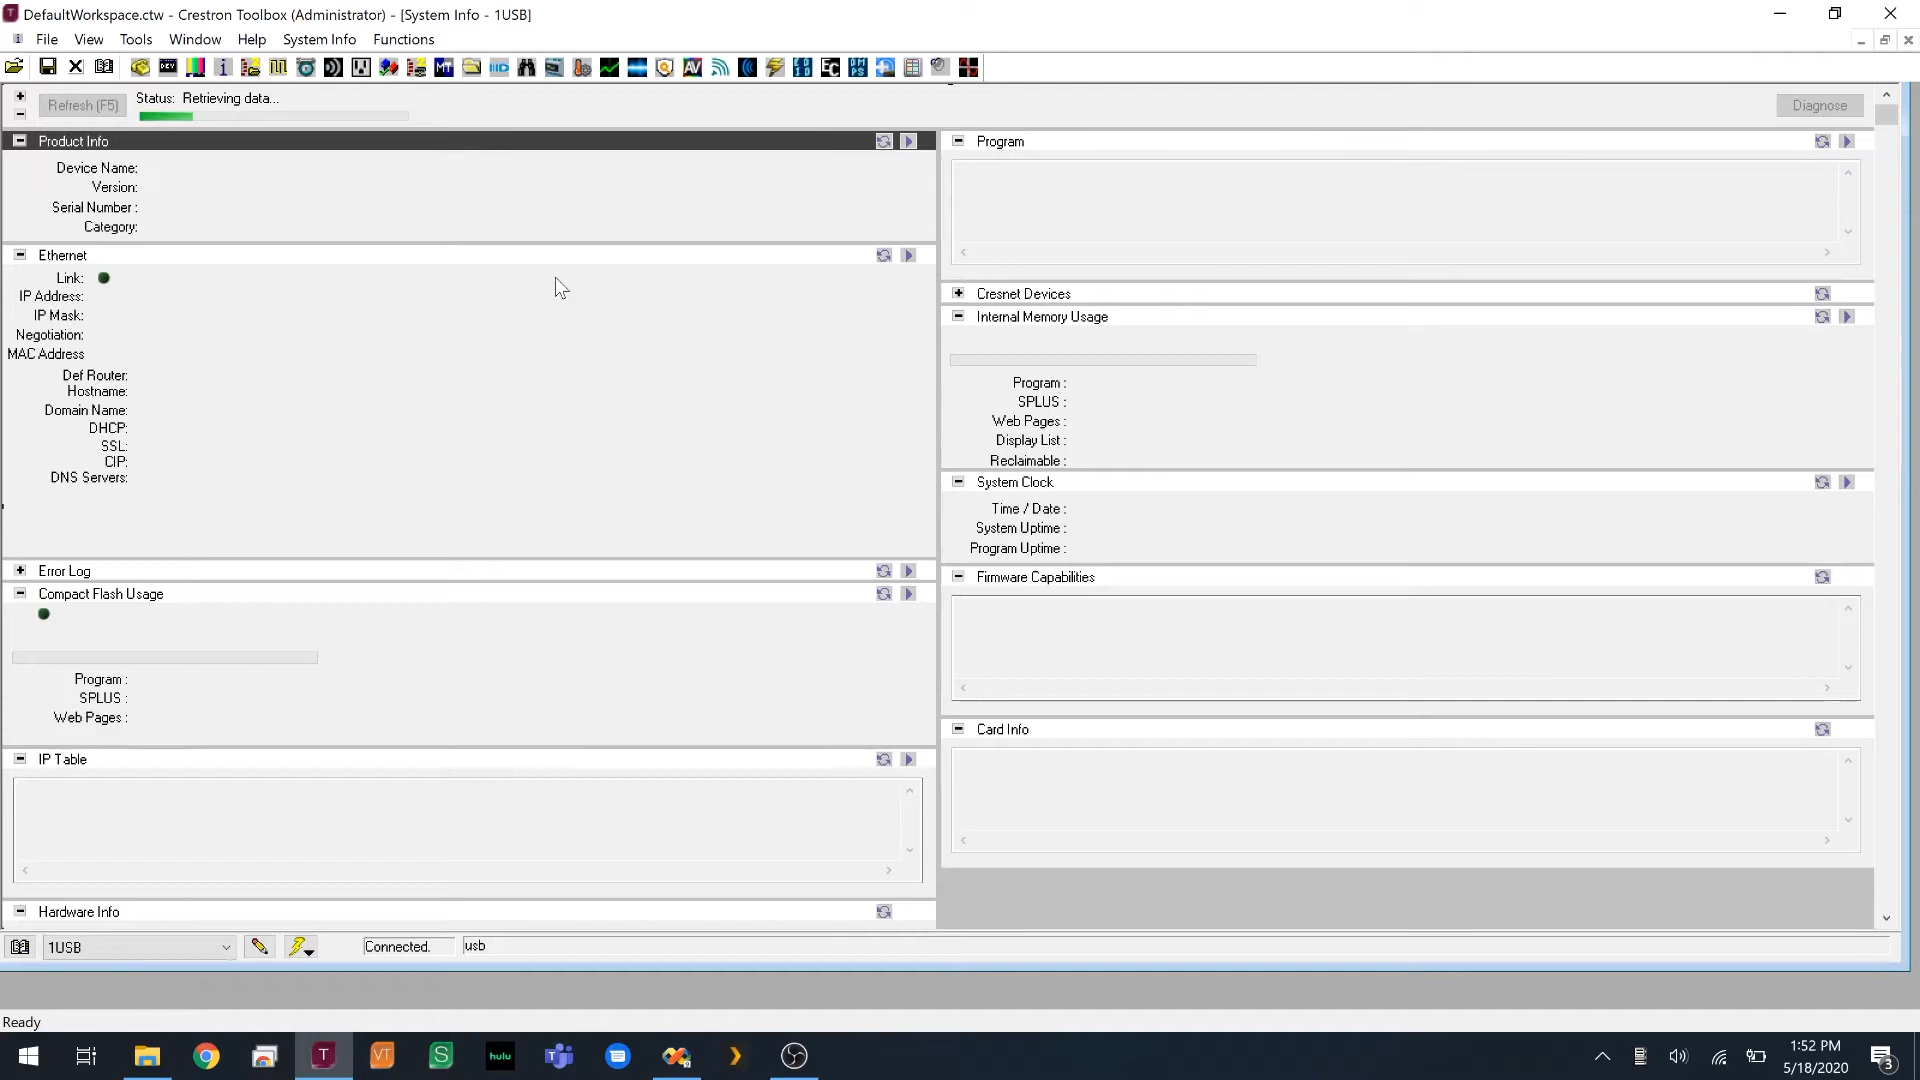 DefaultWorkspace.ctw - Crestron Toolbox (Administrator) - [System Info - 1USB]
File View Tools Window Help System Info Functions
Refresh (F5)
Status: Retrieving data...
Diagnose
Product Info
Device Name:
Version:
Serial Number :
Category:
Ethernet
Link:
IP Address:
IP Mask:
Negotiation:
MAC Address
Def Router:
Hostname:
Domain Name:
DHCP:
SSL:
CIP:
DNS Servers:
Error Log
Compact Flash Usage
Program :
SPLUS :
Web Pages :
IP Table
Hardware Info
Program
Cresnet Devices
Internal Memory Usage
Program :
SPLUS :
Web Pages :
Display List :
Reclaimable :
System Clock
Time / Date :
System Uptime :
Program Uptime :
Firmware Capabilities
Card Info
1USB
Connected.
usb
Ready
T
VT
S
hulu
1:52 PM
5/18/2020
3